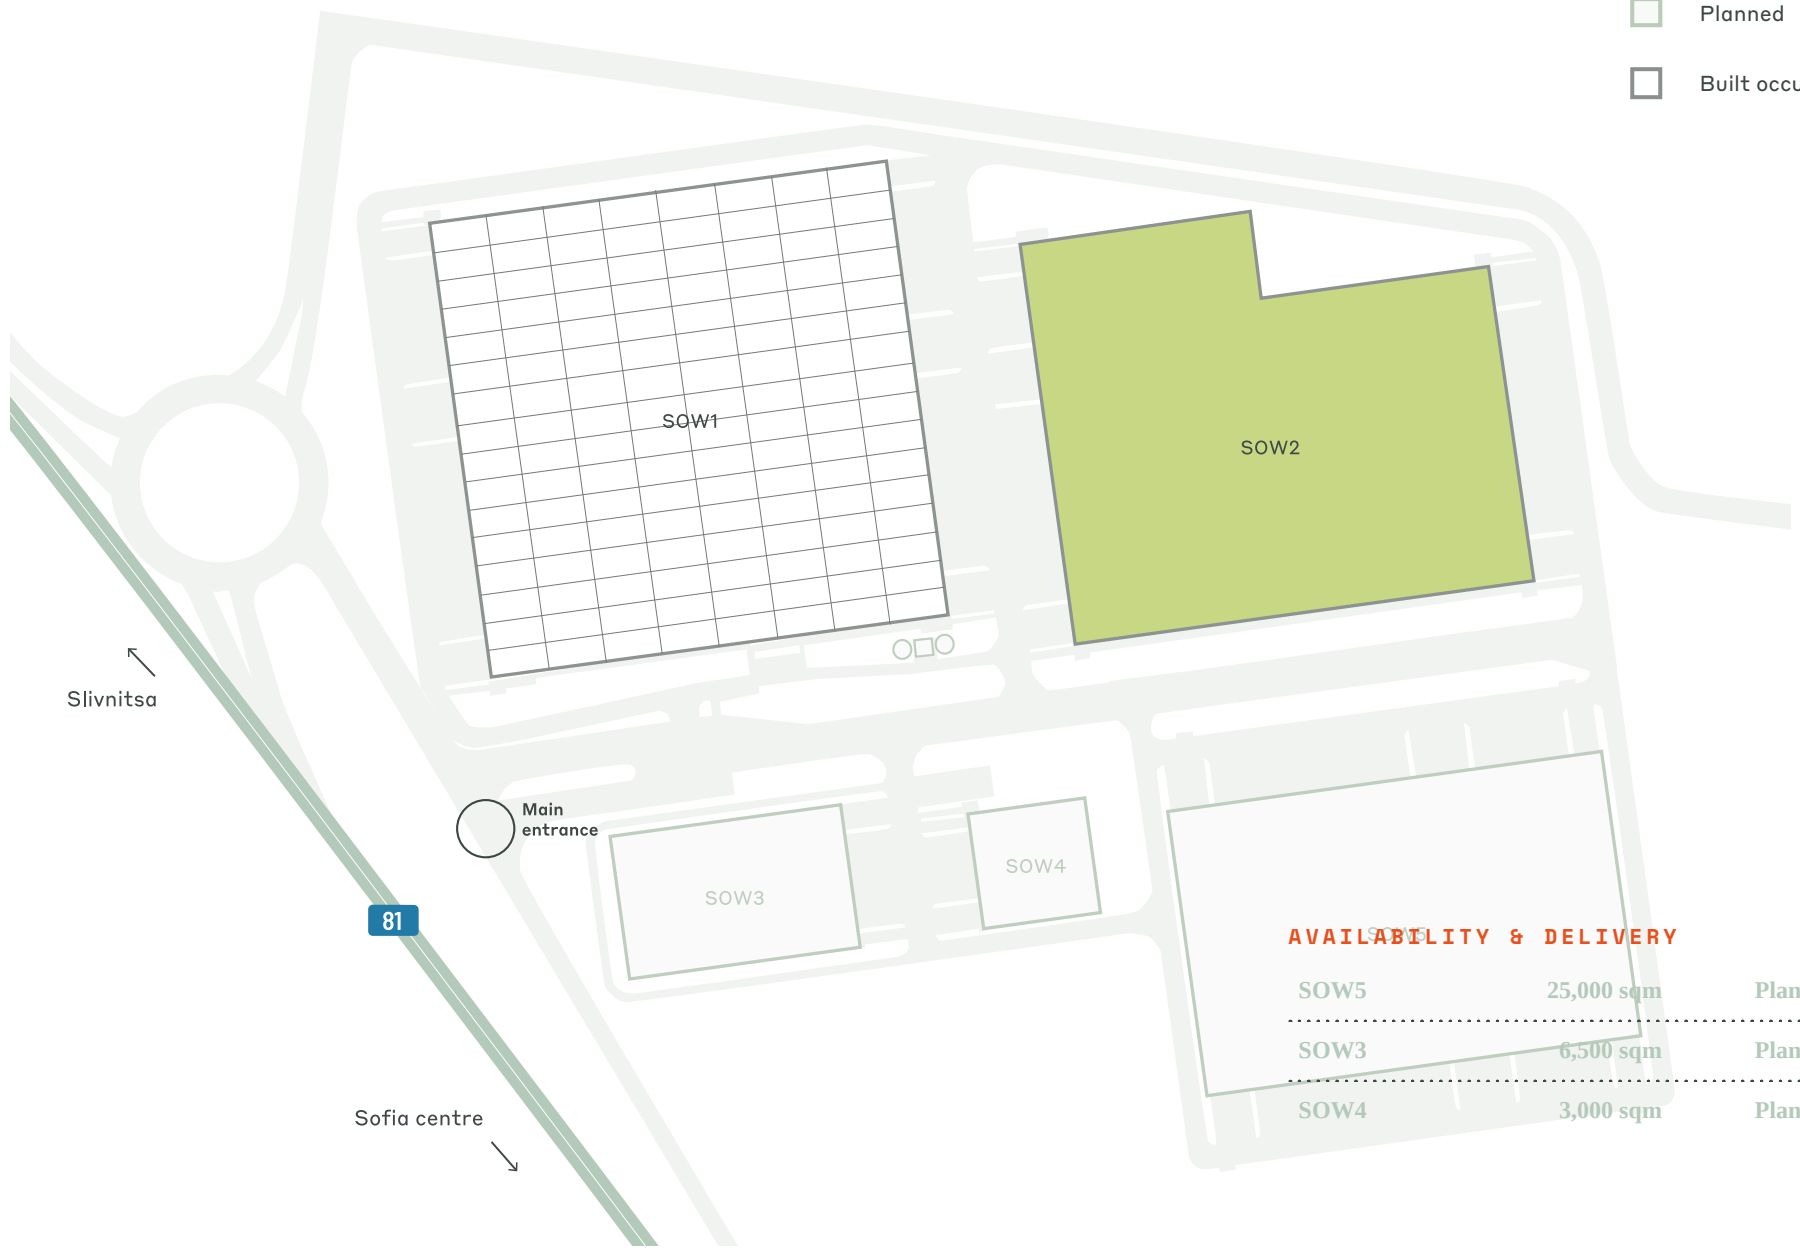 Planned
Built occu
SOW1
SOW2
Slivnitsa
Main
entrance
SOW3
SOW4
SOW5
81
AVAILABILITY & DELIVERY
SOW5 25,000 sqm Plan
SOW3 6,500 sqm Plan
SOW4 3,000 sqm Plan
Sofia centre